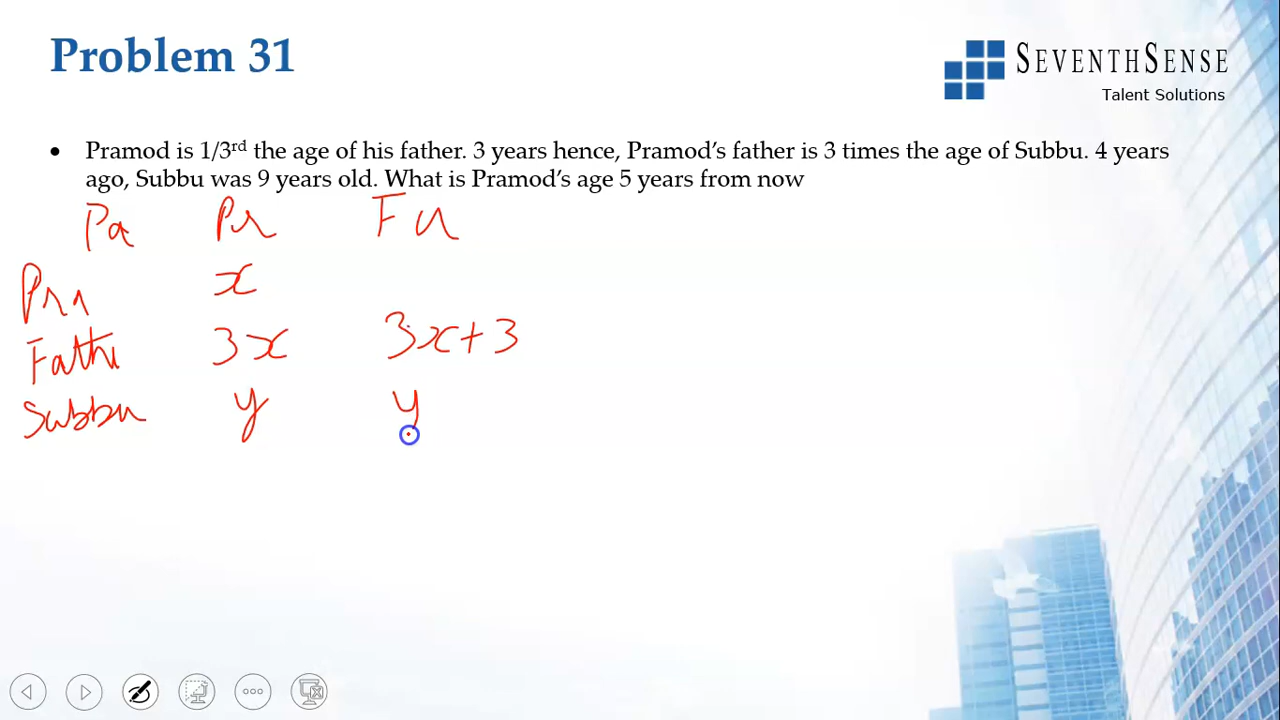 Problem 31
SEVENTHSENSE
Talent Solutions
• Pramod is 1/3rd the age of his father. 3 years hence, Pramod's father is 3 times the age of Subbu. 4 years
ago, Subbu was 9 years old. What is Pramod's age 5 years from now
Pa Pr Fu
Pra x
Fathe 3x 3x+3
Subbu y y